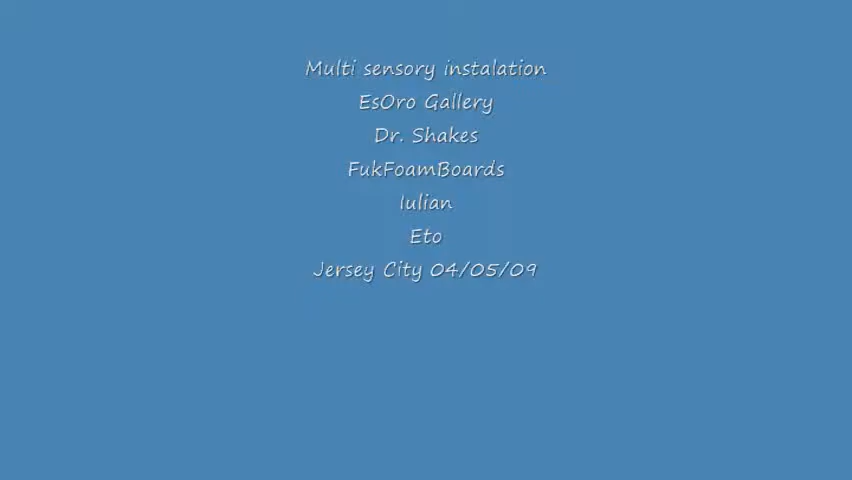 Multi sensory instalation
EsOro Gallery
Dr. Shakes
FukFoamBoards
Iulian
Eto
Jersey City 04/05/09